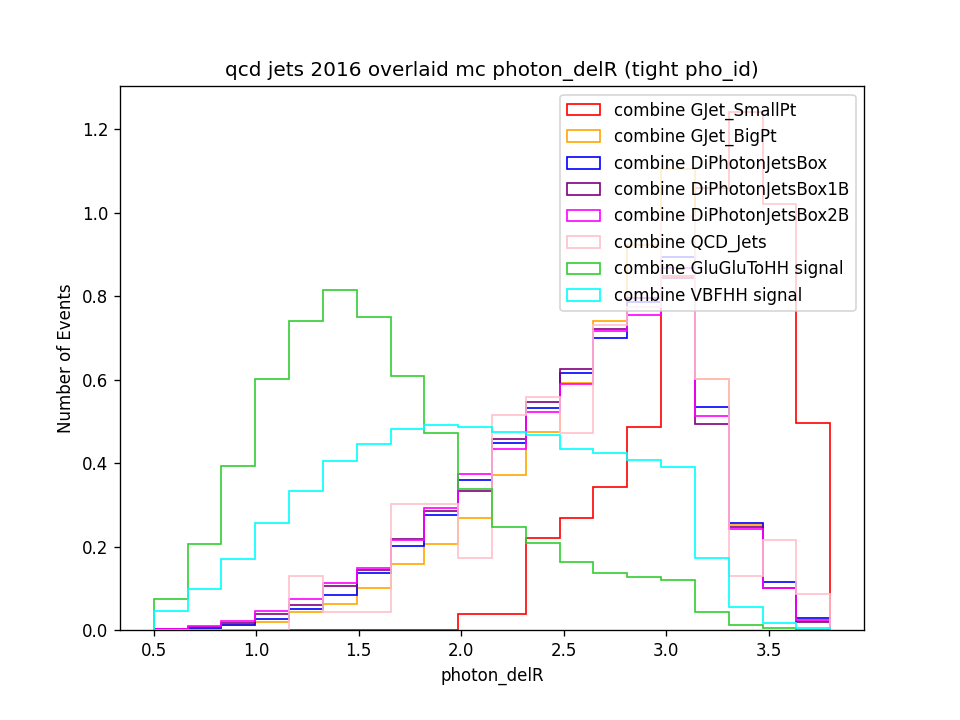 qcd jets 2016 overlaid mc photon_delR (tight pho_id)
combine GJet_SmallPt
combine GJet_BigPt
combine DiPhotonJetsBox
combine DiPhotonJetsBox1B
combine DiPhotonJetsBox2B
combine QCD_Jets
combine GluGluToHH signal
combine VBFHH signal
Number of Events
1.2
1.0
0.8
0.6
0.4
0.2
0.0
0.5 1.0 1.5 2.0 2.5 3.0 3.5
photon_delR